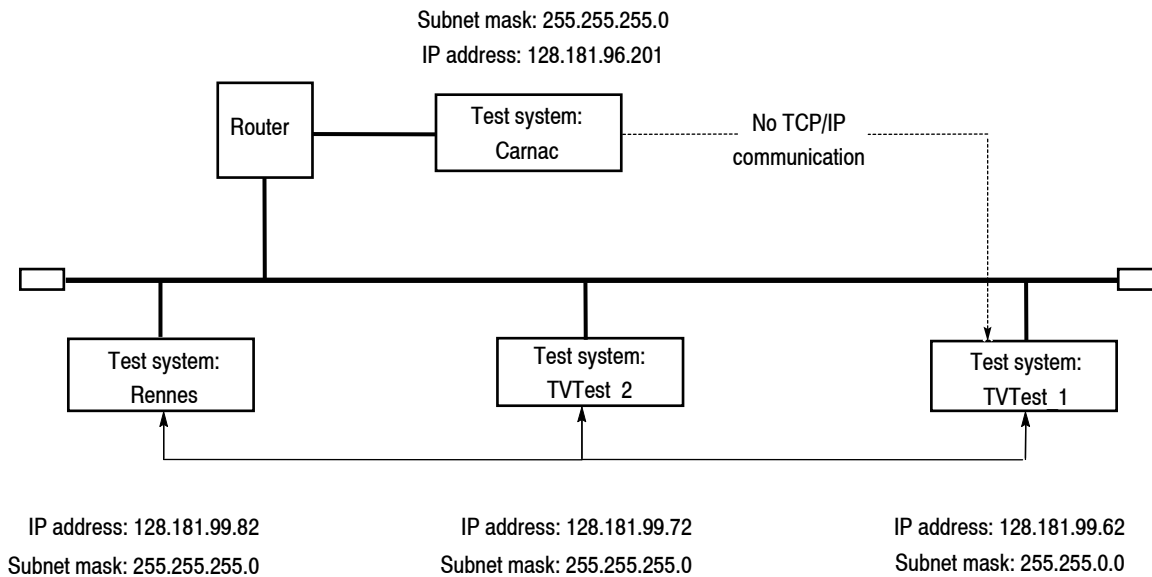 Subnet mask: 255.255.255.0
IP address: 128.181.96.201
Router
Test system:
Carnac
No TCP/IP
communication
Test system:
Rennes
Test system:
TVTest_2
Test system:
TVTest_1
IP address: 128.181.99.82
Subnet mask: 255.255.255.0
IP address: 128.181.99.72
Subnet mask: 255.255.255.0
IP address: 128.181.99.62
Subnet mask: 255.255.0.0